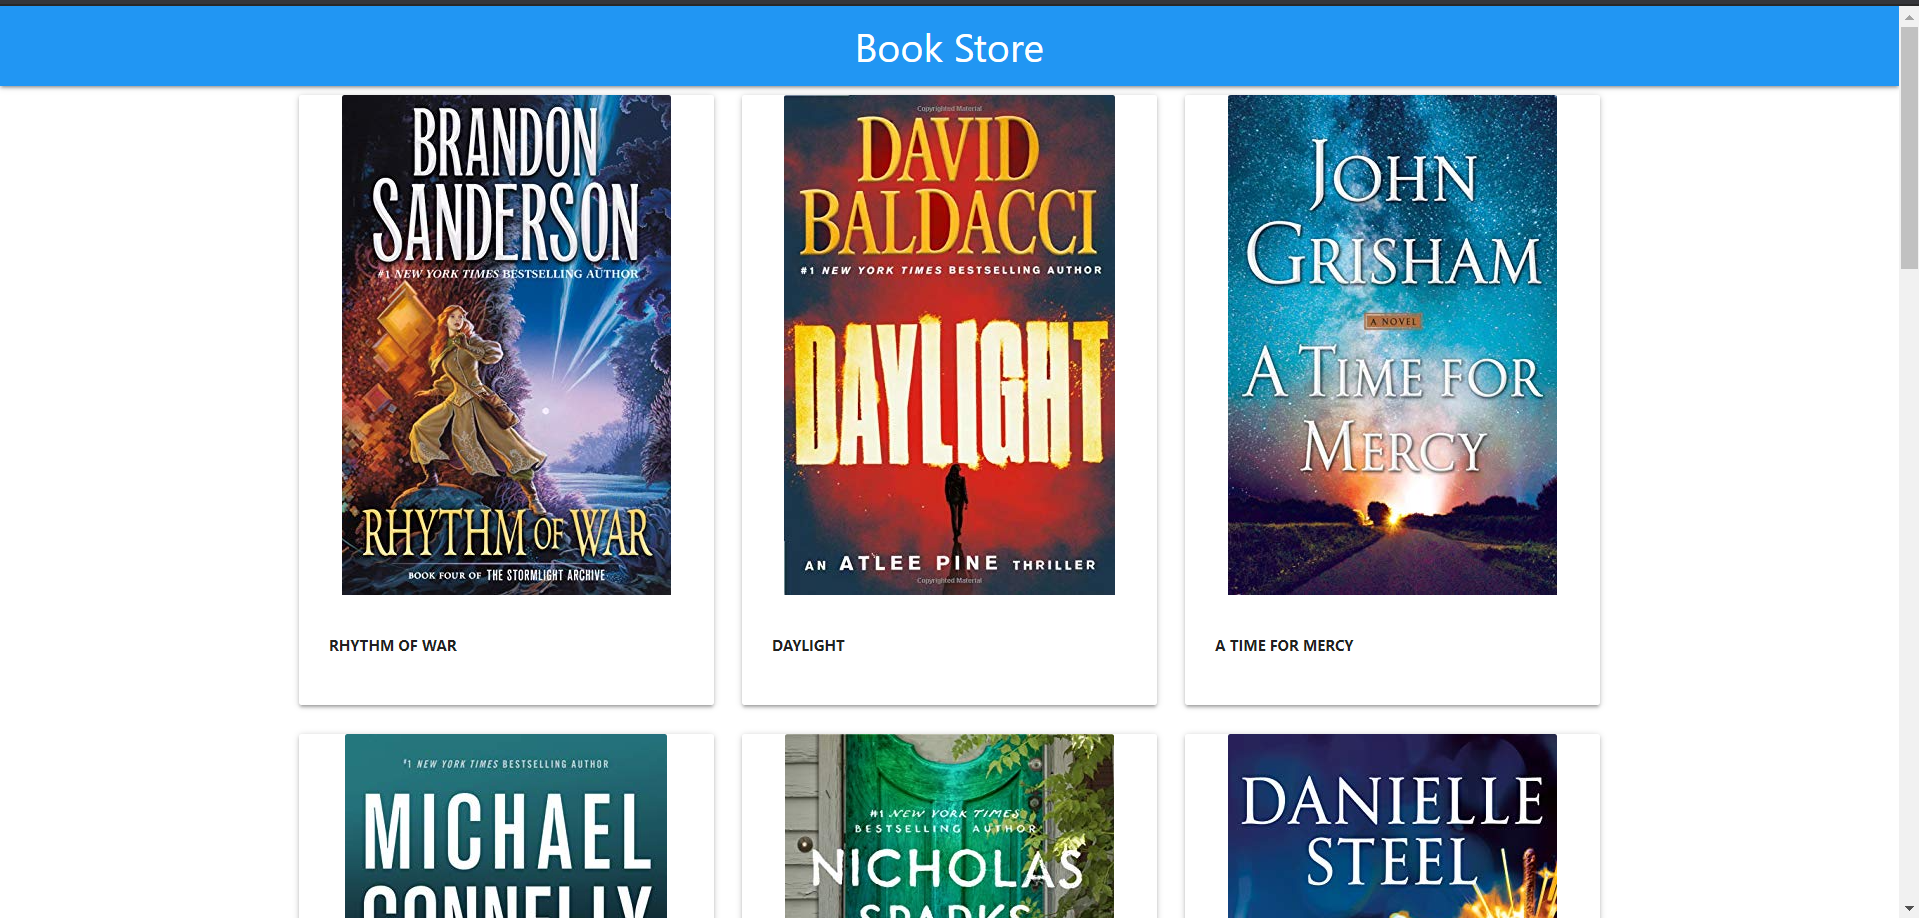 Book Store
BRANDON
SANDERSON
#1 NEW YORK TIMES BESTSELLING AUTHOR
RHYTHM OF WAR
BOOK FOUR OF THE STORMLIGHT ARCHIVE
RHYTHM OF WAR
Copyrighted Material
DAVID
BALDACCI
#1 NEW YORK TIMES BESTSELLING AUTHOR
DAYLIGHT
AN ATLEE PINE THRILLER
Copyrighted Material
DAYLIGHT
JOHN
GRISHAM
A NOVEL
A TIME FOR
MERCY
A TIME FOR MERCY
#1 NEW YORK TIMES BESTSELLING AUTHOR
MICHAEL
CONNELLY
#1 NEW YORK TIMES
BESTSELLING AUTHOR
NICHOLAS
SPARKS
DANIELLE
STEEL